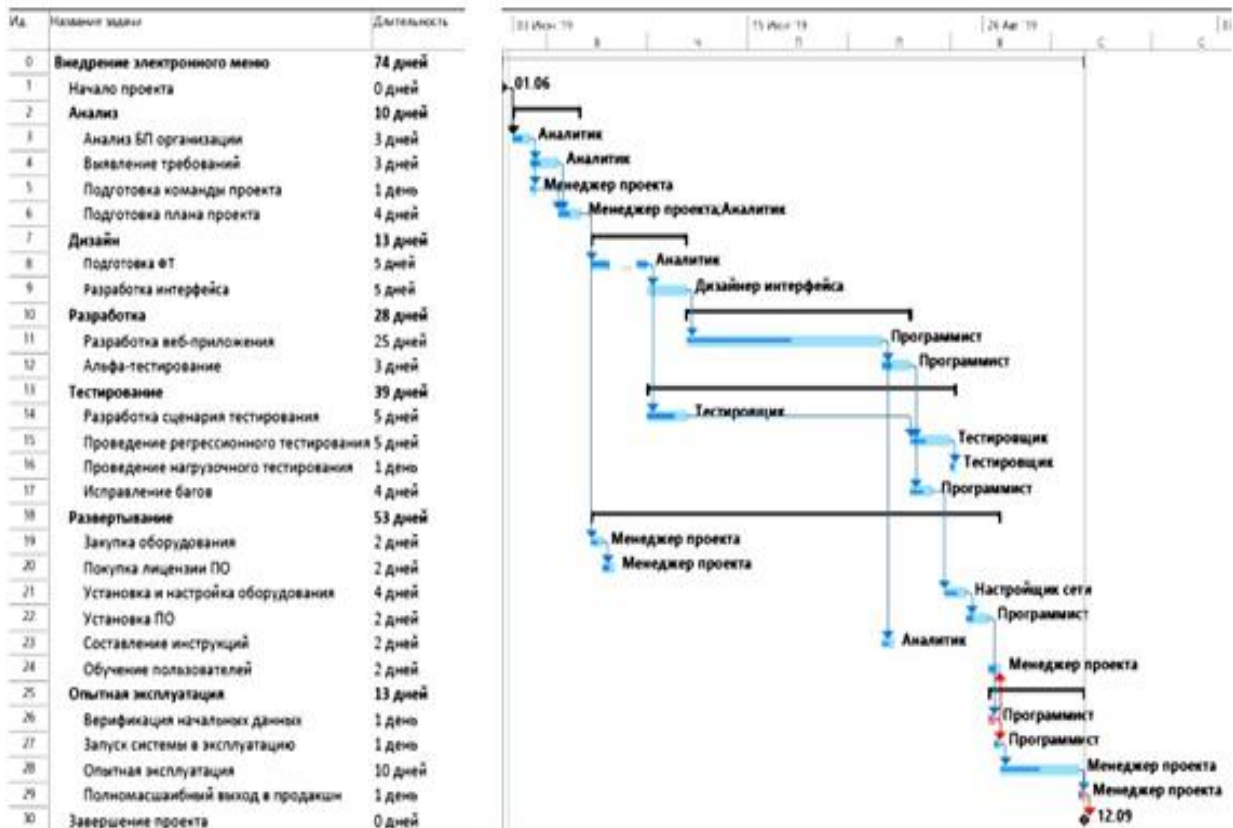 Ид. Название задачи Длительность
03 Июн '19 15 Июл '19 26 Авг '19
В Ч П П В С С
0 Внедрение электронного меню 74 дней
1 Начало проекта 0 дней 01.06
2 Анализ 10 дней
3 Анализ БП организации 3 дней Аналитик
4 Выявление требований 3 дней Аналитик
5 Подготовка команды проекта 1 день Менеджер проекта
6 Подготовка плана проекта 4 дней Менеджер проекта;Аналитик
7 Дизайн 13 дней
8 Подготовка ФТ 5 дней Аналитик
9 Разработка интерфейса 5 дней Дизайнер интерфейса
10 Разработка 28 дней
11 Разработка веб-приложения 25 дней Программист
12 Альфа-тестирование 3 дней Программист
13 Тестирование 39 дней
14 Разработка сценария тестирования 5 дней Тестировщик
15 Проведение регрессионного тестирования 5 дней Тестировщик
16 Проведение нагрузочного тестирования 1 день Тестировщик
17 Исправление багов 4 дней Программист
18 Развертывание 53 дней
19 Закупка оборудования 2 дней Менеджер проекта
20 Покупка лицензии ПО 2 дней Менеджер проекта
21 Установка и настройка оборудования 4 дней Настройщик сети
22 Установка ПО 2 дней Программист
23 Составление инструкций 2 дней Аналитик
24 Обучение пользователей 2 дней Менеджер проекта
25 Опытная эксплуатация 13 дней
26 Верификация начальных данных 1 день Программист
27 Запуск системы в эксплуатацию 1 день Программист
28 Опытная эксплуатация 10 дней Менеджер проекта
29 Полномасшаибный выход в продакшн 1 день Менеджер проекта
30 Завершение проекта 0 дней 12.09